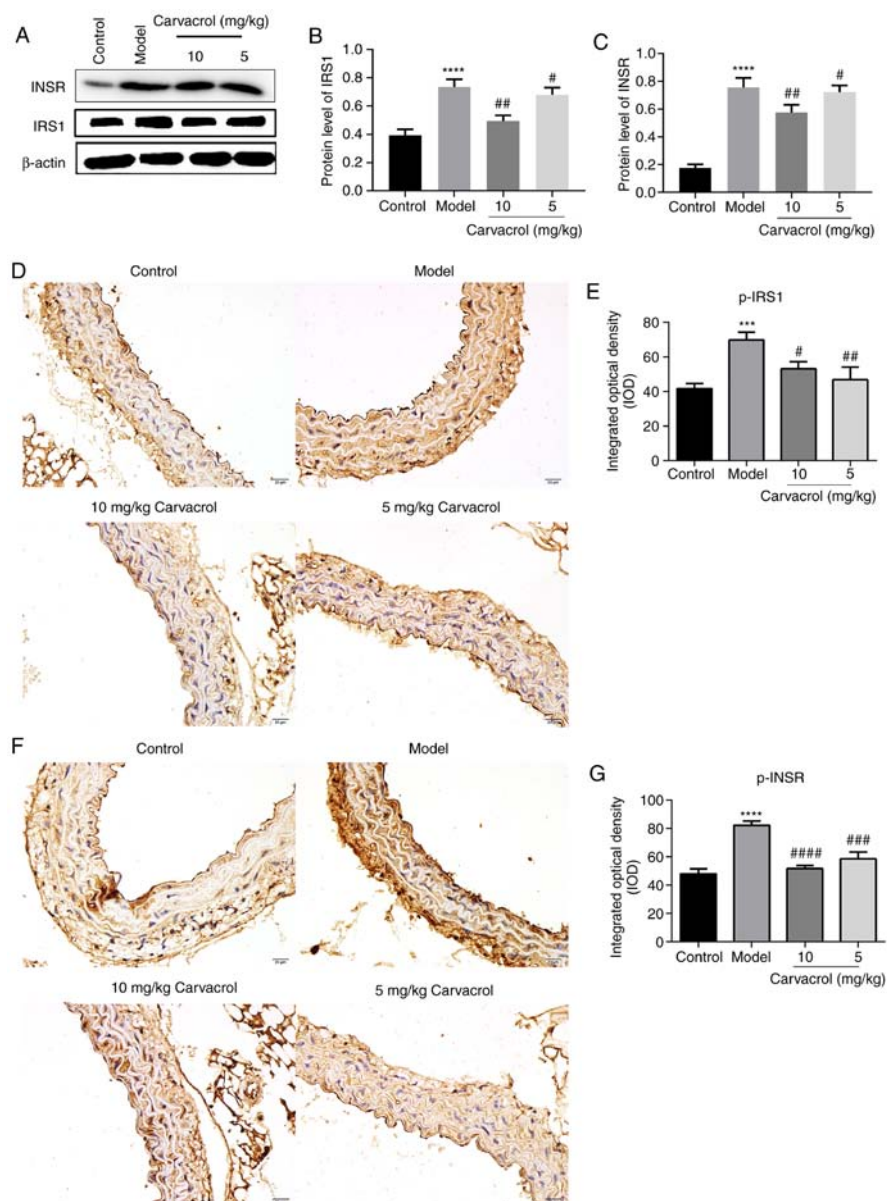 A
Control
Model
Carvacrol (mg/kg)
10
5
INSR
IRS1
β-actin
B
Protein level of IRS1
1.0
0.8
0.6
0.4
0.2
0.0
****
##
#
Control
Model
10
5
Carvacrol (mg/kg)
C
Protein level of INSR
1.0
0.8
0.6
0.4
0.2
0.0
****
##
#
Control
Model
10
5
Carvacrol (mg/kg)
D
Control
Model
10 mg/kg Carvacrol
5 mg/kg Carvacrol
E
p-IRS1
Integrated optical density
(IOD)
80
60
40
20
0
***
#
##
Control
Model
10
5
Carvacrol (mg/kg)
F
Control
Model
10 mg/kg Carvacrol
5 mg/kg Carvacrol
G
p-INSR
Integrated optical density
(IOD)
100
80
60
40
20
0
****
####
###
Control
Model
10
5
Carvacrol (mg/kg)